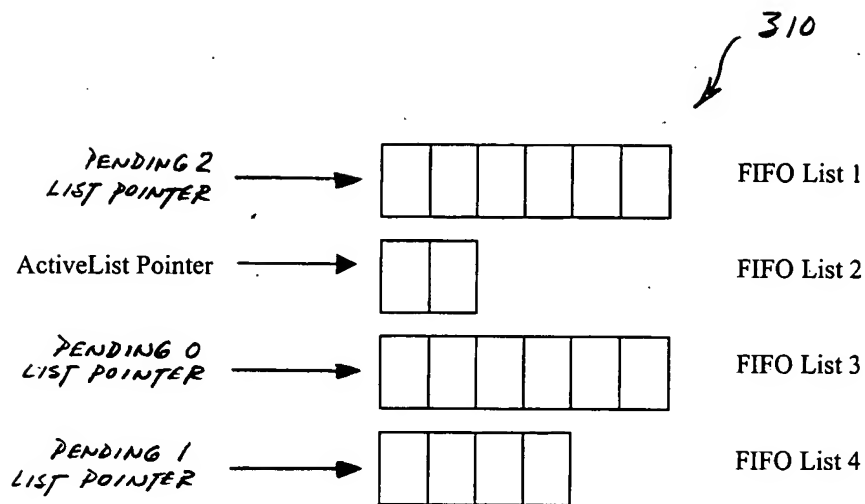 310
PENDING 2
LIST POINTER
FIFO List 1
ActiveList Pointer
FIFO List 2
PENDING 0
LIST POINTER
FIFO List 3
PENDING 1
LIST POINTER
FIFO List 4